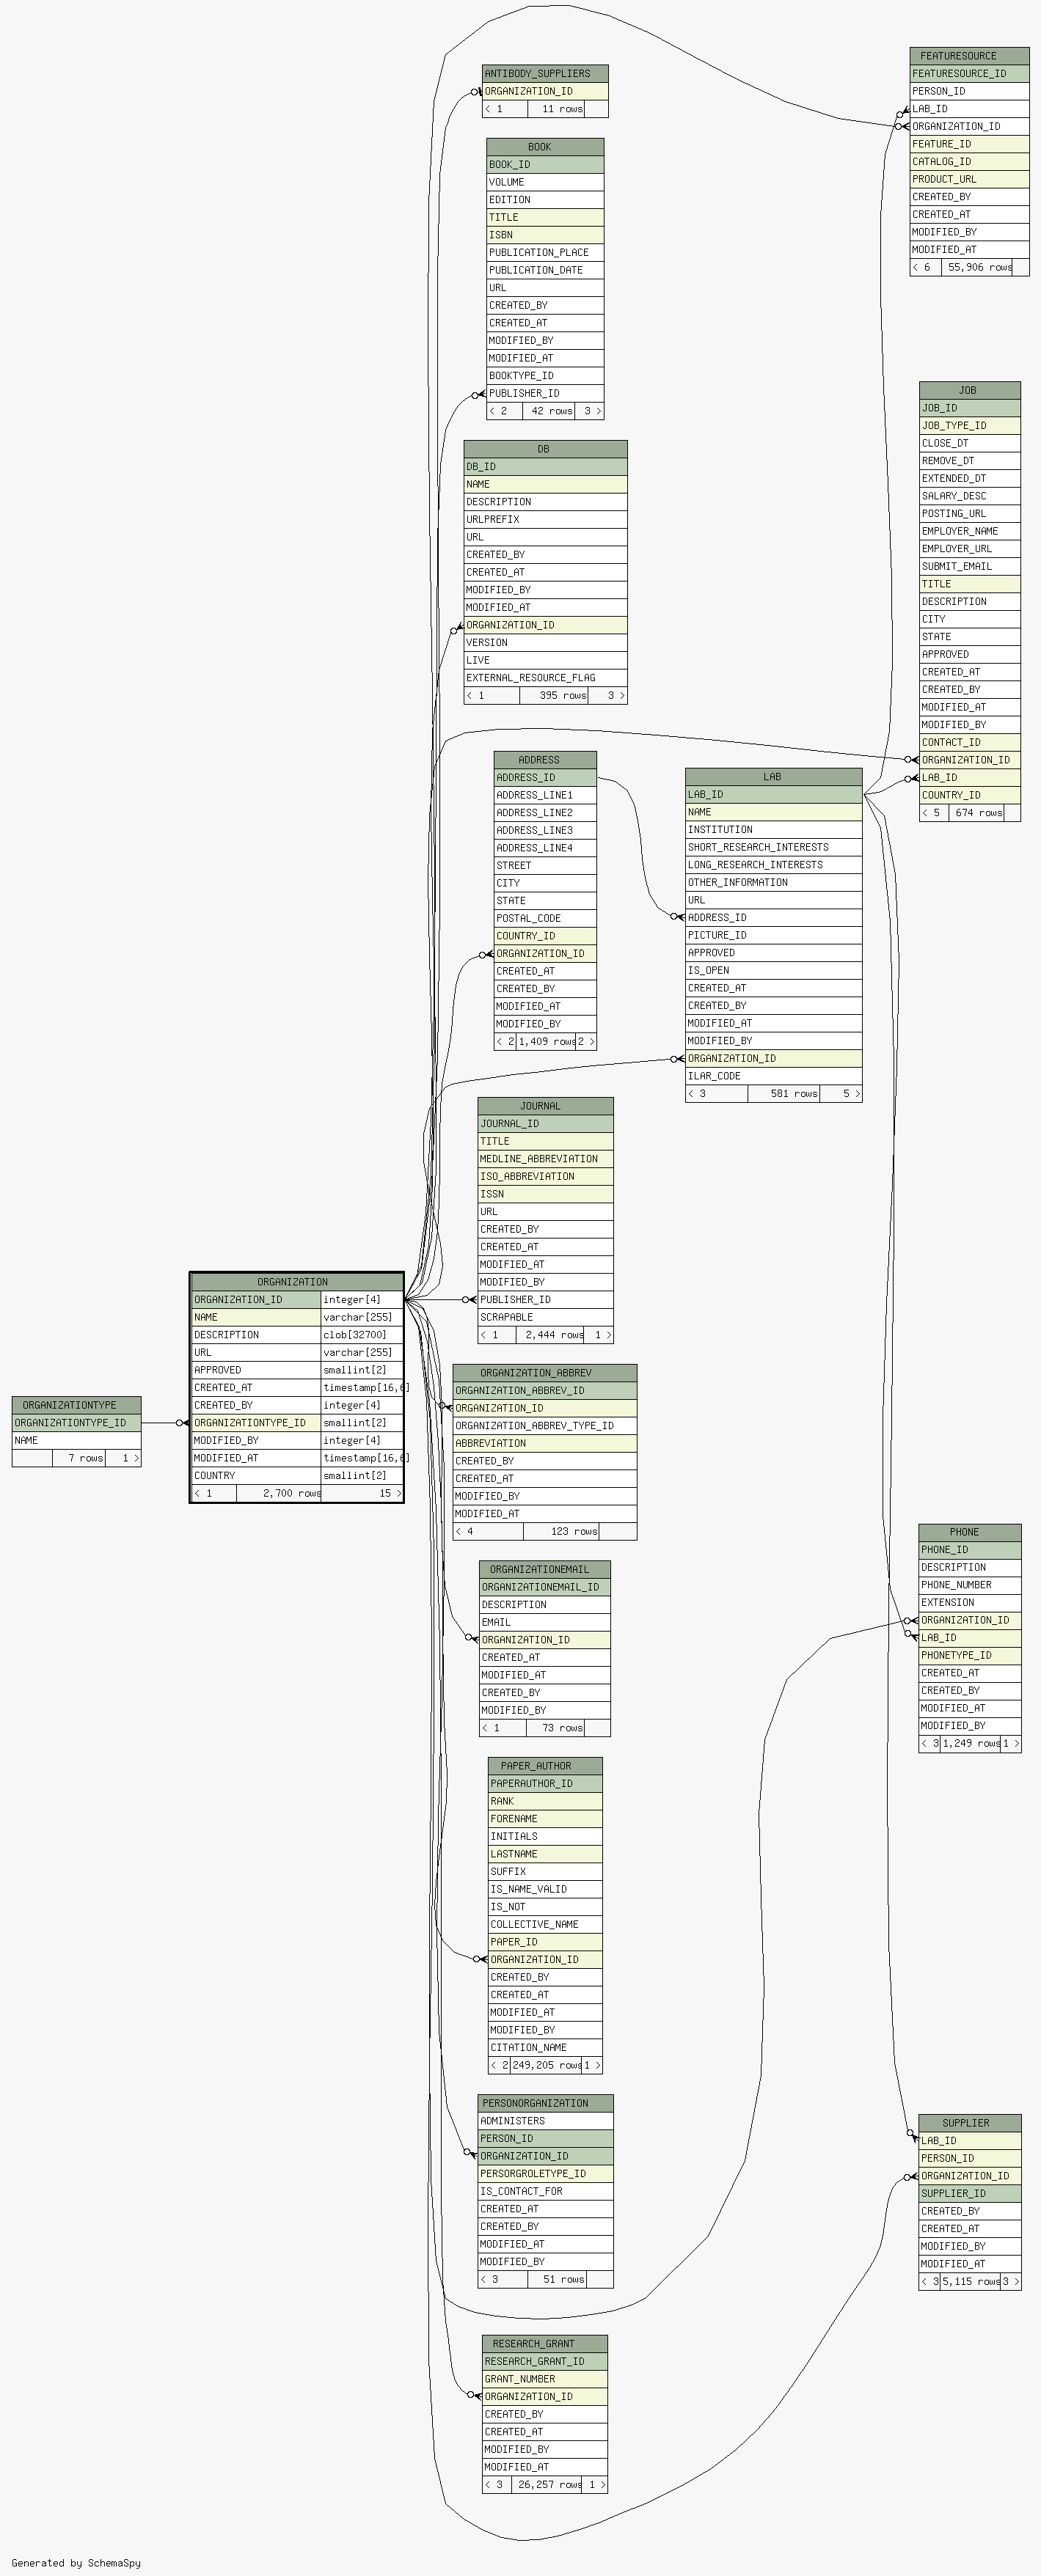 ANTIBODY_SUPPLIERS
ORGANIZATION_ID
< 1 11 rows
BOOK
BOOK_ID
VOLUME
EDITION
TITLE
ISBN
PUBLICATION_PLACE
PUBLICATION_DATE
URL
CREATED_BY
CREATED_AT
MODIFIED_BY
MODIFIED_AT
BOOKTYPE_ID
PUBLISHER_ID
< 2 42 rows 3 >
DB
DB_ID
NAME
DESCRIPTION
URLPREFIX
URL
CREATED_BY
CREATED_AT
MODIFIED_BY
MODIFIED_AT
ORGANIZATION_ID
VERSION
LIVE
EXTERNAL_RESOURCE_FLAG
< 1 395 rows 3 >
ADDRESS
ADDRESS_ID
ADDRESS_LINE1
ADDRESS_LINE2
ADDRESS_LINE3
ADDRESS_LINE4
STREET
CITY
STATE
POSTAL_CODE
COUNTRY_ID
ORGANIZATION_ID
CREATED_AT
CREATED_BY
MODIFIED_AT
MODIFIED_BY
< 2 1,409 rows 2 >
FEATURESOURCE
FEATURESOURCE_ID
PERSON_ID
LAB_ID
ORGANIZATION_ID
FEATURE_ID
CATALOG_ID
PRODUCT_URL
CREATED_BY
CREATED_AT
MODIFIED_BY
MODIFIED_AT
< 6 55,906 rows
JOB
JOB_ID
JOB_TYPE_ID
CLOSE_DT
REMOVE_DT
EXTENDED_DT
SALARY_DESC
POSTING_URL
EMPLOYER_NAME
EMPLOYER_URL
SUBMIT_EMAIL
TITLE
DESCRIPTION
CITY
STATE
APPROVED
CREATED_AT
CREATED_BY
MODIFIED_AT
MODIFIED_BY
CONTACT_ID
ORGANIZATION_ID
LAB_ID
COUNTRY_ID
< 5 674 rows
LAB
LAB_ID
NAME
INSTITUTION
SHORT_RESEARCH_INTERESTS
LONG_RESEARCH_INTERESTS
OTHER_INFORMATION
URL
ADDRESS_ID
PICTURE_ID
APPROVED
IS_OPEN
CREATED_AT
CREATED_BY
MODIFIED_AT
MODIFIED_BY
ORGANIZATION_ID
ILAR_CODE
< 3 581 rows 5 >
JOURNAL
JOURNAL_ID
TITLE
MEDLINE_ABBREVIATION
ISO_ABBREVIATION
ISSN
URL
CREATED_BY
CREATED_AT
MODIFIED_AT
MODIFIED_BY
PUBLISHER_ID
SCRAPABLE
< 1 2,444 rows 1 >
ORGANIZATION
ORGANIZATION_ID integer[4]
NAME varchar[255]
DESCRIPTION clob[32700]
URL varchar[255]
APPROVED smallint[2]
CREATED_AT timestamp[16,6]
CREATED_BY integer[4]
ORGANIZATIONTYPE_ID smallint[2]
MODIFIED_BY integer[4]
MODIFIED_AT timestamp[16,6]
COUNTRY smallint[2]
< 1 2,700 rows 15 >
ORGANIZATIONTYPE
ORGANIZATIONTYPE_ID
NAME
7 rows 1 >
ORGANIZATION_ABBREV
ORGANIZATION_ABBREV_ID
ORGANIZATION_ID
ORGANIZATION_ABBREV_TYPE_ID
ABBREVIATION
CREATED_BY
CREATED_AT
MODIFIED_BY
MODIFIED_AT
< 4 123 rows
ORGANIZATIONEMAIL
ORGANIZATIONEMAIL_ID
DESCRIPTION
EMAIL
ORGANIZATION_ID
CREATED_AT
MODIFIED_AT
CREATED_BY
MODIFIED_BY
< 1 73 rows
PHONE
PHONE_ID
DESCRIPTION
PHONE_NUMBER
EXTENSION
ORGANIZATION_ID
LAB_ID
PHONETYPE_ID
CREATED_AT
CREATED_BY
MODIFIED_AT
MODIFIED_BY
< 3 1,249 rows 1 >
PAPER_AUTHOR
PAPERAUTHOR_ID
RANK
FORENAME
INITIALS
LASTNAME
SUFFIX
IS_NAME_VALID
IS_NOT
COLLECTIVE_NAME
PAPER_ID
ORGANIZATION_ID
CREATED_BY
CREATED_AT
MODIFIED_AT
MODIFIED_BY
CITATION_NAME
< 2 249,205 rows 1 >
PERSONORGANIZATION
ADMINISTERS
PERSON_ID
ORGANIZATION_ID
PERSORGROLETYPE_ID
IS_CONTACT_FOR
CREATED_AT
CREATED_BY
MODIFIED_AT
MODIFIED_BY
< 3 51 rows
SUPPLIER
LAB_ID
PERSON_ID
ORGANIZATION_ID
SUPPLIER_ID
CREATED_BY
CREATED_AT
MODIFIED_BY
MODIFIED_AT
< 3 5,115 rows 3 >
RESEARCH_GRANT
RESEARCH_GRANT_ID
GRANT_NUMBER
ORGANIZATION_ID
CREATED_BY
CREATED_AT
MODIFIED_BY
MODIFIED_AT
< 3 26,257 rows 1 >
Generated by SchemaSpy